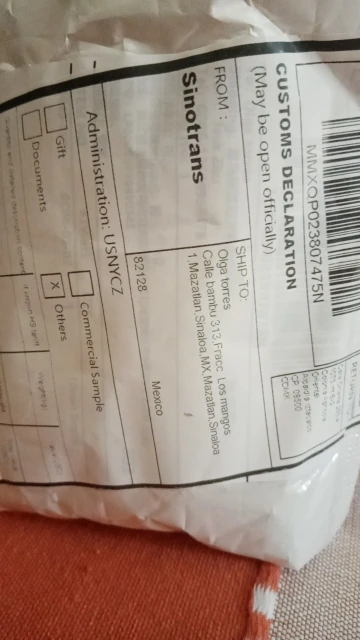 MMXQP023807475N
CUSTOMS DECLARATION
(May be open officially)
FROM :
Sinotrans
SHIP TO:
Olga torres
Calle bambu 313 Fracc. Los mangos
1,Mazatlan,Sinaloa,MX,Mazatlan,Sinaloa
82128
Mexico
Administration: USNYCZ
Gift
Commercial Sample
Documents
X Others